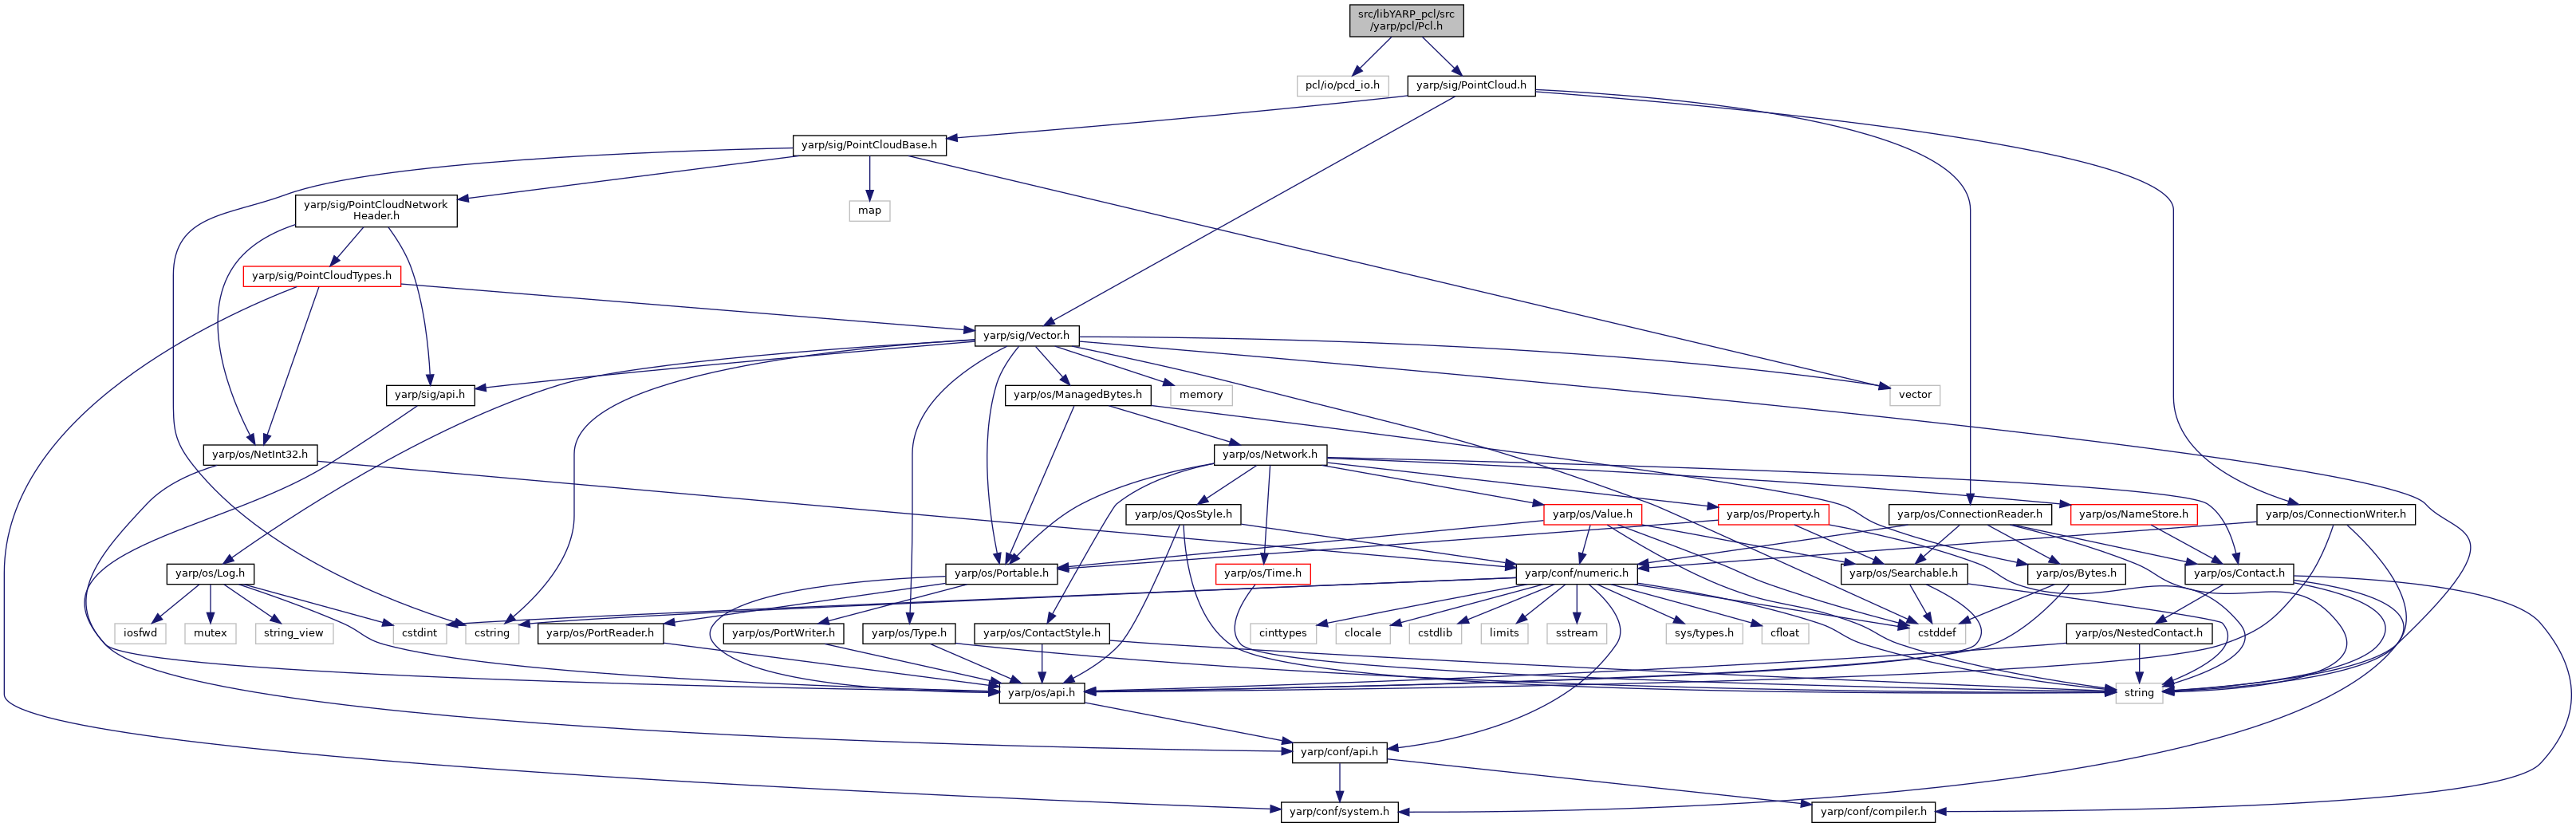 src/libYARP_pcl/src
/yarp/pcl/Pcl.h
pcl/io/pcd_io.h
yarp/sig/PointCloud.h
yarp/sig/PointCloudBase.h
yarp/sig/PointCloudNetwork
Header.h
map
yarp/sig/PointCloudTypes.h
yarp/sig/Vector.h
yarp/sig/api.h
yarp/os/ManagedBytes.h
memory
vector
yarp/os/NetInt32.h
yarp/os/Network.h
yarp/os/QosStyle.h
yarp/os/Value.h
yarp/os/Property.h
yarp/os/ConnectionReader.h
yarp/os/NameStore.h
yarp/os/ConnectionWriter.h
yarp/os/Log.h
yarp/os/Portable.h
yarp/os/Time.h
yarp/conf/numeric.h
yarp/os/Searchable.h
yarp/os/Bytes.h
yarp/os/Contact.h
iosfwd
mutex
string_view
cstdint
cstring
yarp/os/PortReader.h
yarp/os/PortWriter.h
yarp/os/Type.h
yarp/os/ContactStyle.h
cinttypes
clocale
cstdlib
limits
sstream
sys/types.h
cfloat
cstddef
yarp/os/NestedContact.h
yarp/os/api.h
string
yarp/conf/api.h
yarp/conf/system.h
yarp/conf/compiler.h